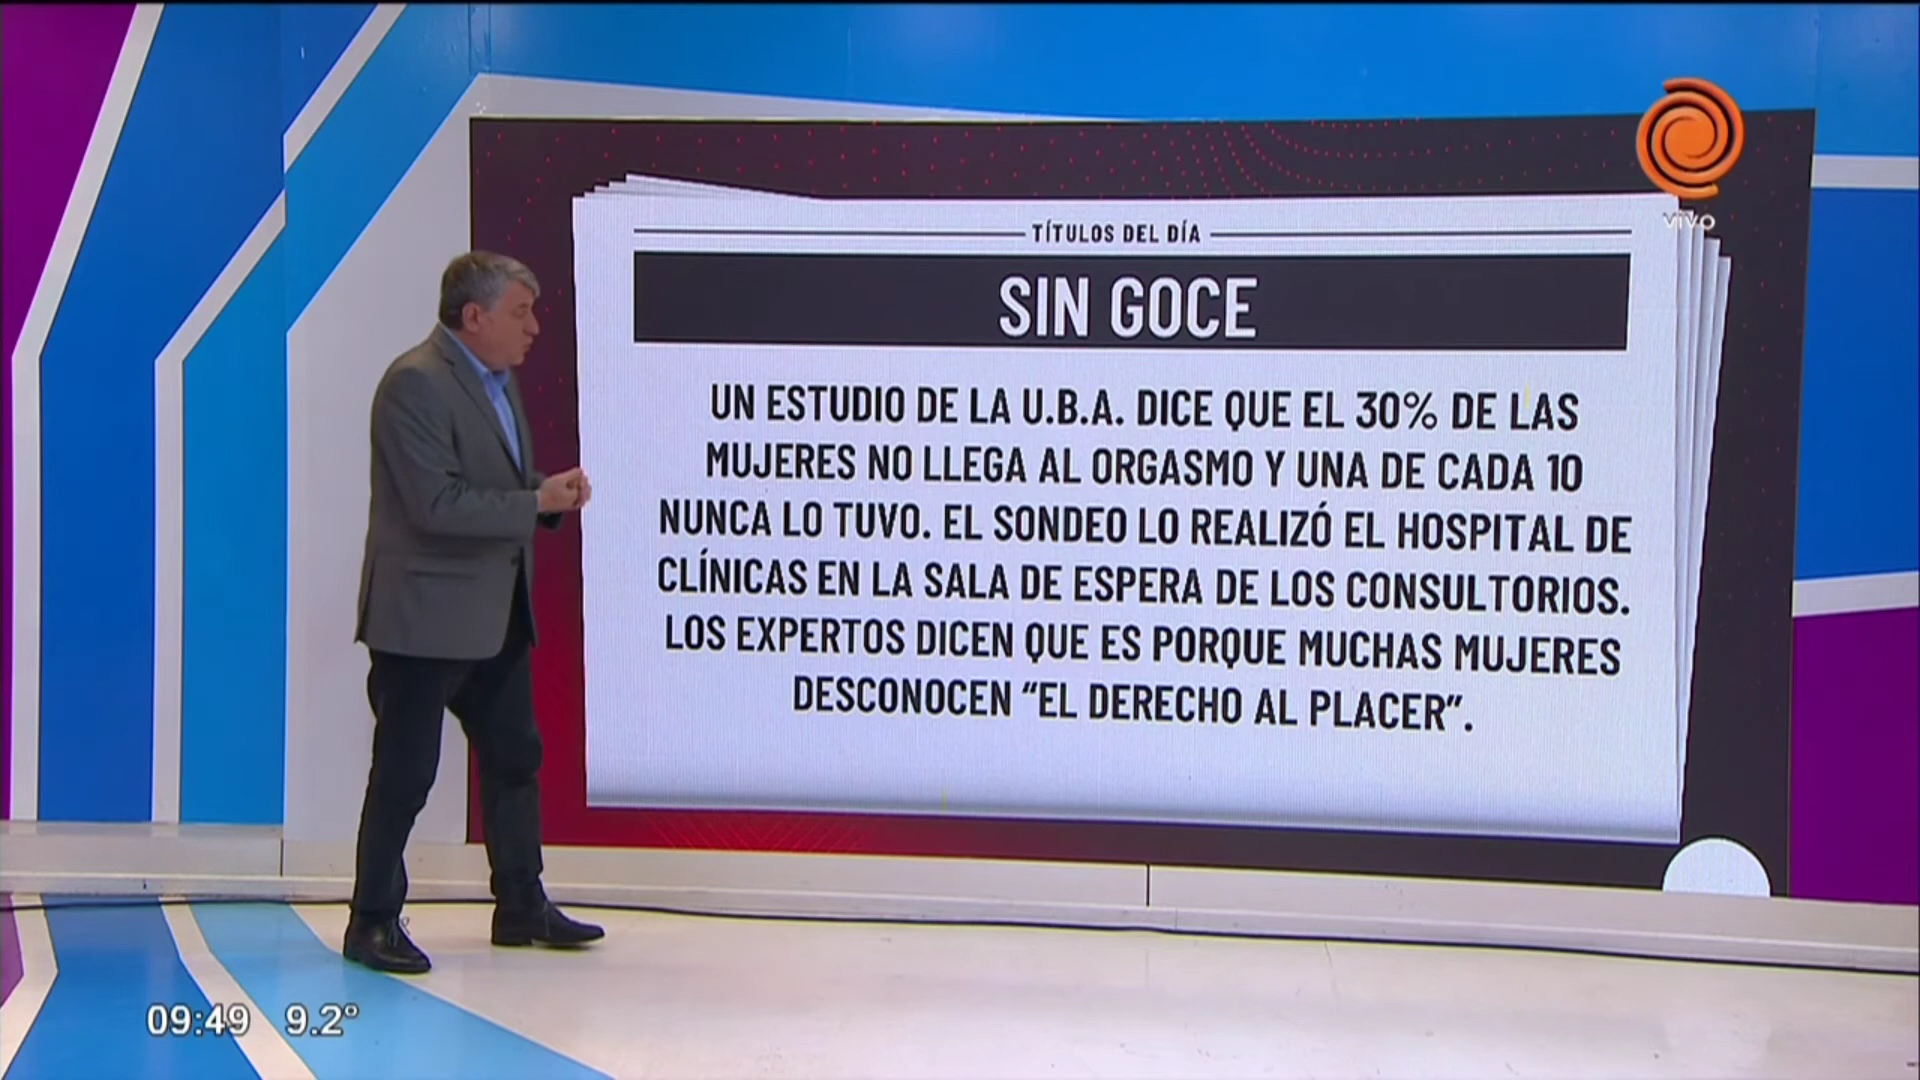 VIVO
TÍTULOS DEL DÍA
SIN GOCE
UN ESTUDIO DE LA U.B.A. DICE QUE EL 30% DE LAS
MUJERES NO LLEGA AL ORGASMO Y UNA DE CADA 10
NUNCA LO TUVO. EL SONDEO LO REALIZÓ EL HOSPITAL DE
CLÍNICAS EN LA SALA DE ESPERA DE LOS CONSULTORIOS.
LOS EXPERTOS DICEN QUE ES PORQUE MUCHAS MUJERES
DESCONOCEN “EL DERECHO AL PLACER”.
09:49 9.2°